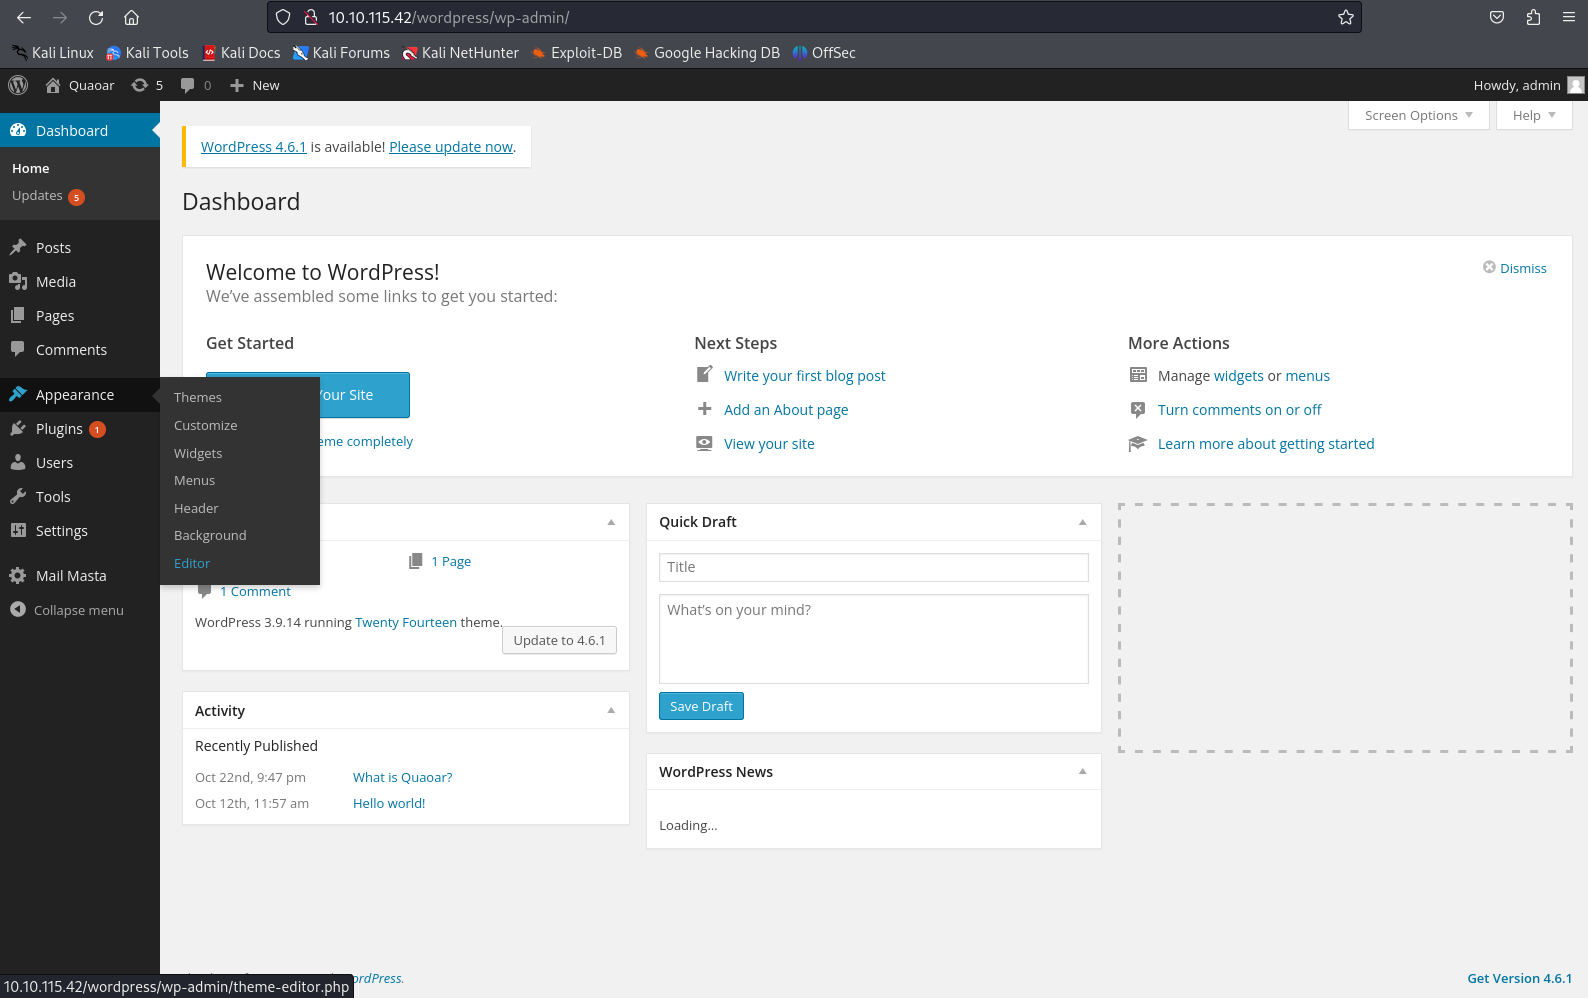 10.10.115.42/wordpress/wp-admin/
Kali Linux Kali Tools Kali Docs Kali Forums Kali NetHunter Exploit-DB Google Hacking DB OffSec
Quaoar 5 0 New Howdy, admin
Dashboard
Home
Updates 5
Posts
Media
Pages
Comments
Appearance
Plugins 1
Users
Tools
Settings
Mail Masta
Collapse menu
Themes
Customize
Widgets
Menus
Header
Background
Editor
Screen Options Help
WordPress 4.6.1 is available! Please update now.
Dashboard
Welcome to WordPress!
We've assembled some links to get you started:
Dismiss
Get Started
Your Site
eme completely
Next Steps
Write your first blog post
Add an About page
View your site
More Actions
Manage widgets or menus
Turn comments on or off
Learn more about getting started
1 Page
1 Comment
WordPress 3.9.14 running Twenty Fourteen theme.
Update to 4.6.1
Activity
Recently Published
Oct 22nd, 9:47 pm What is Quaoar?
Oct 12th, 11:57 am Hello world!
Quick Draft
Title
What's on your mind?
Save Draft
WordPress News
Loading...
ordPress.
Get Version 4.6.1
10.10.115.42/wordpress/wp-admin/theme-editor.php